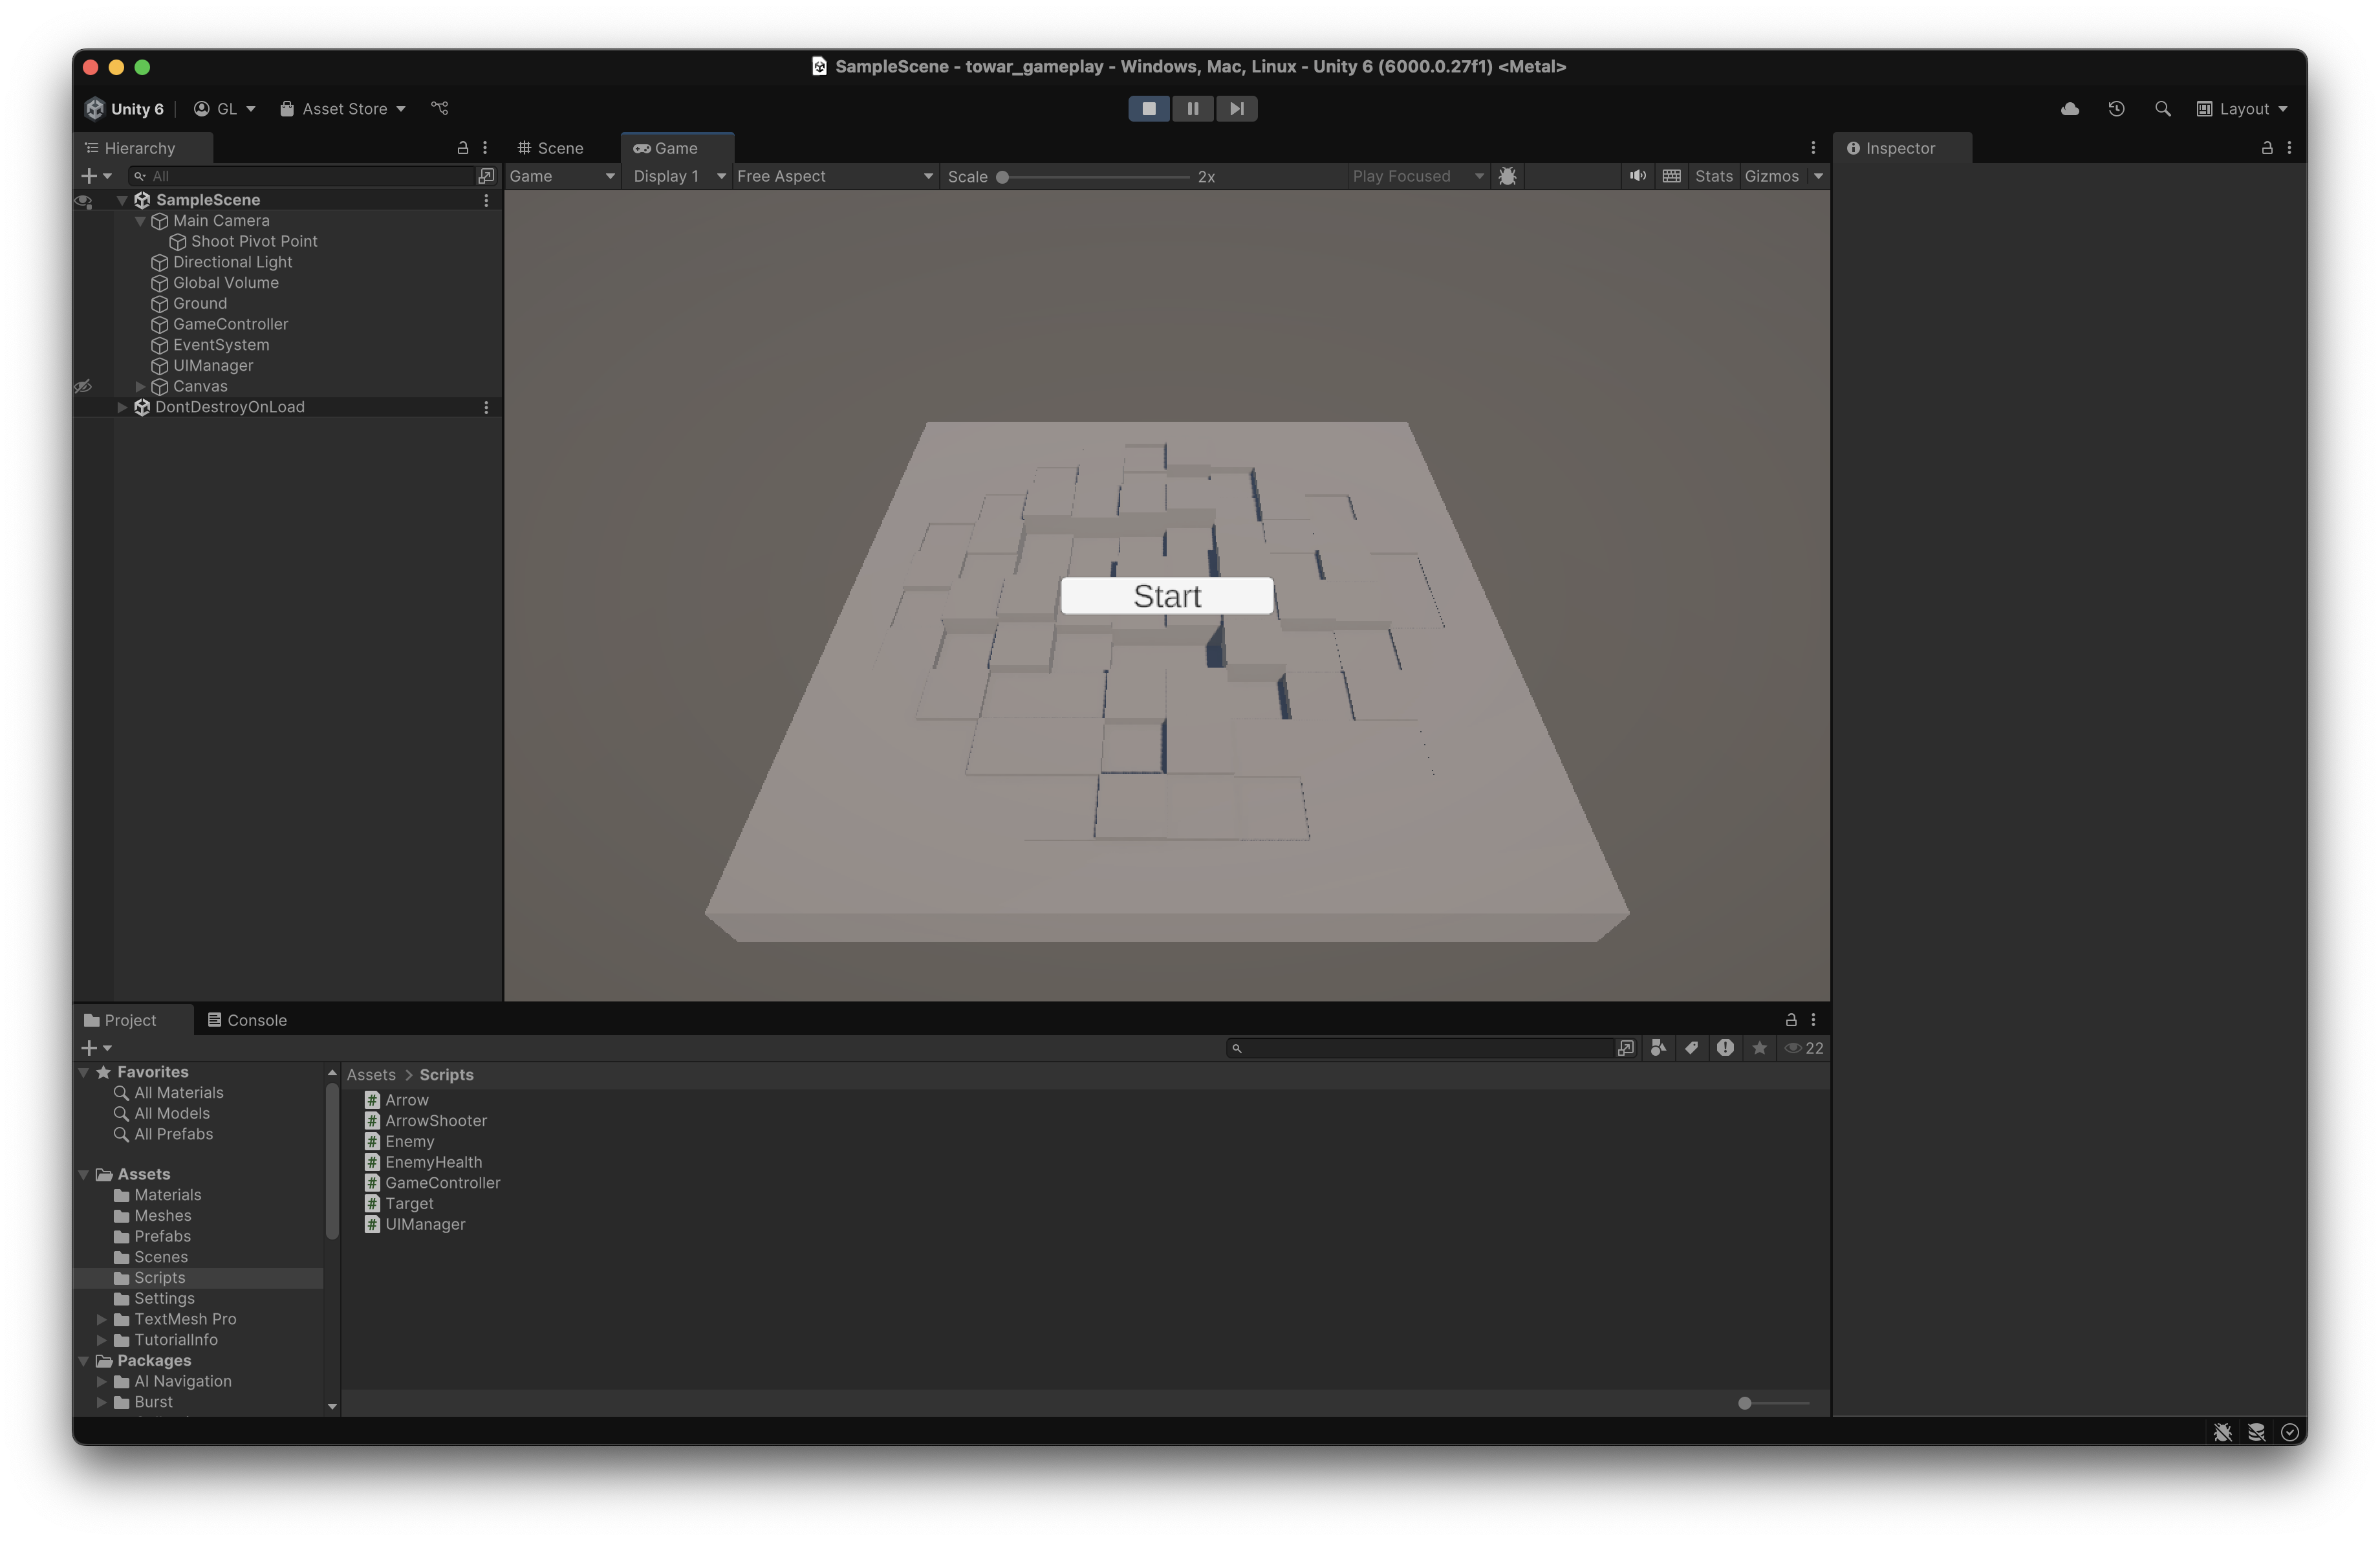 SampleScene - towar_gameplay - Windows, Mac, Linux - Unity 6 (6000.0.27f1) <Metal>
Unity 6 GL Asset Store Layout
Hierarchy
All
SampleScene
Main Camera
Shoot Pivot Point
Directional Light
Global Volume
Ground
GameController
EventSystem
UIManager
Canvas
DontDestroyOnLoad
Scene Game
Game Display 1 Free Aspect Scale 2x Play Focused Stats Gizmos
Start
Inspector
Project Console
22
Favorites
All Materials
All Models
All Prefabs
Assets
Materials
Meshes
Prefabs
Scenes
Scripts
Settings
TextMesh Pro
TutorialInfo
Packages
AI Navigation
Burst
Assets > Scripts
Arrow
ArrowShooter
Enemy
EnemyHealth
GameController
Target
UIManager